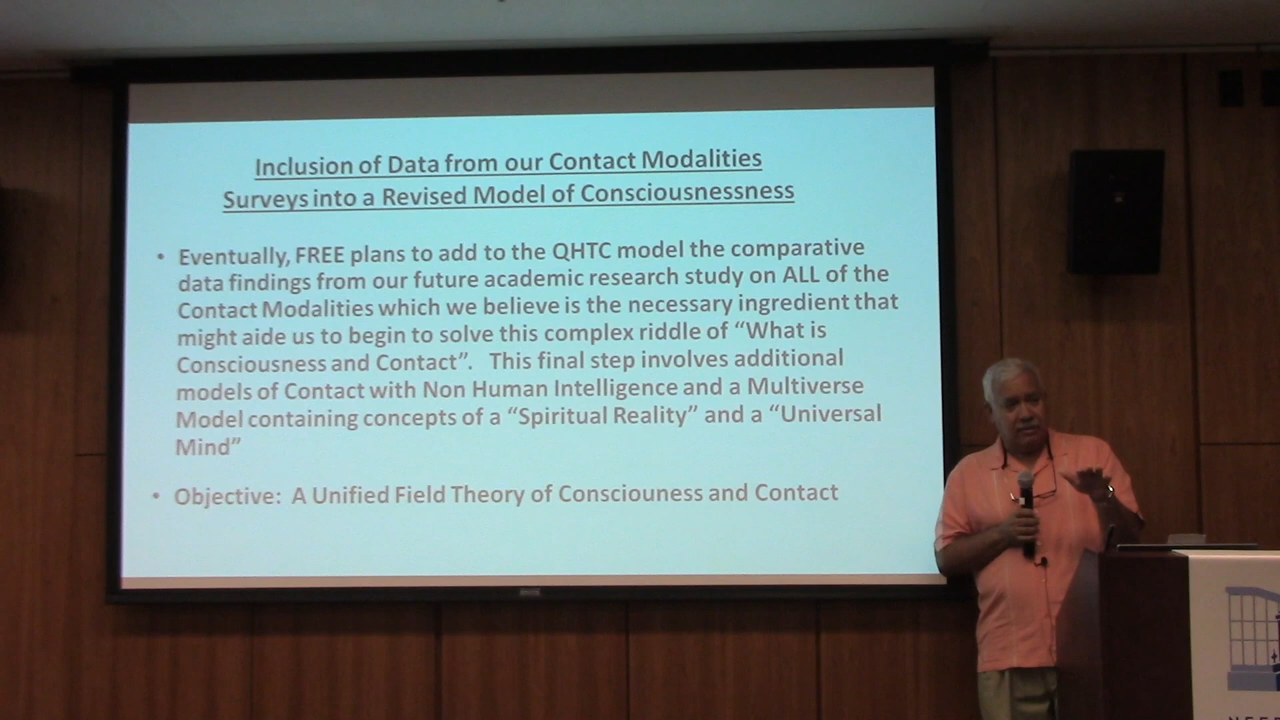 Inclusion of Data from our Contact Modalities
Surveys into a Revised Model of Consciousnessness
• Eventually, FREE plans to add to the QHTC model the comparative
data findings from our future academic research study on ALL of the
Contact Modalities which we believe is the necessary ingredient that
might aide us to begin to solve this complex riddle of “What is
Consciousness and Contact”. This final step involves additional
models of Contact with Non Human Intelligence and a Multiverse
Model containing concepts of a “Spiritual Reality” and a “Universal
Mind”
• Objective: A Unified Field Theory of Consciouness and Contact